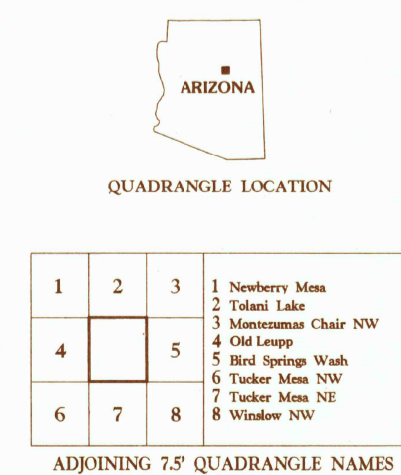 ARIZONA
QUADRANGLE LOCATION
1 2 3
4 5
6 7 8
1 Newberry Mesa
2 Tolani Lake
3 Montezumas Chair NW
4 Old Leupp
5 Bird Springs Wash
6 Tucker Mesa NW
7 Tucker Mesa NE
8 Winslow NW
ADJOINING 7.5' QUADRANGLE NAMES